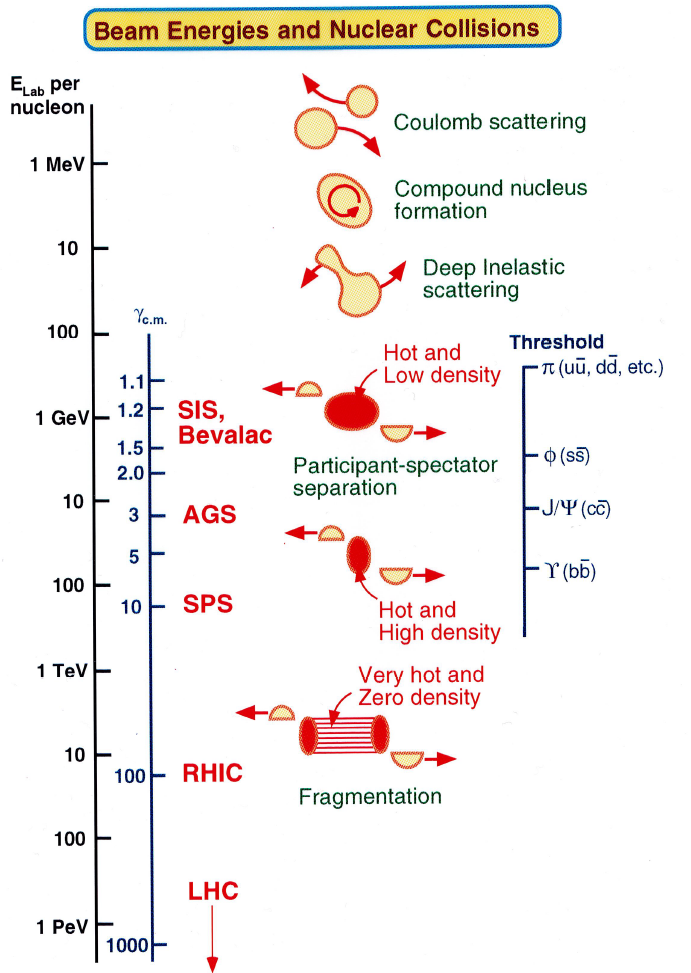 Beam Energies and Nuclear Collisions
E_Lab per
nucleon
Coulomb scattering
1 MeV
Compound nucleus
formation
10
Deep Inelastic
scattering
γ_c.m.
100
Threshold
π (uū, dd̄, etc.)
Hot and
Low density
1.1
1.2
SIS,
Bevalac
1 GeV
1.5
φ (ss̄)
2.0
Participant-spectator
separation
10
3
AGS
J/Ψ (cc̄)
5
ϒ (bb̄)
100
10
SPS
Hot and
High density
1 TeV
Very hot and
Zero density
10
100
RHIC
Fragmentation
100
LHC
1 PeV
1000